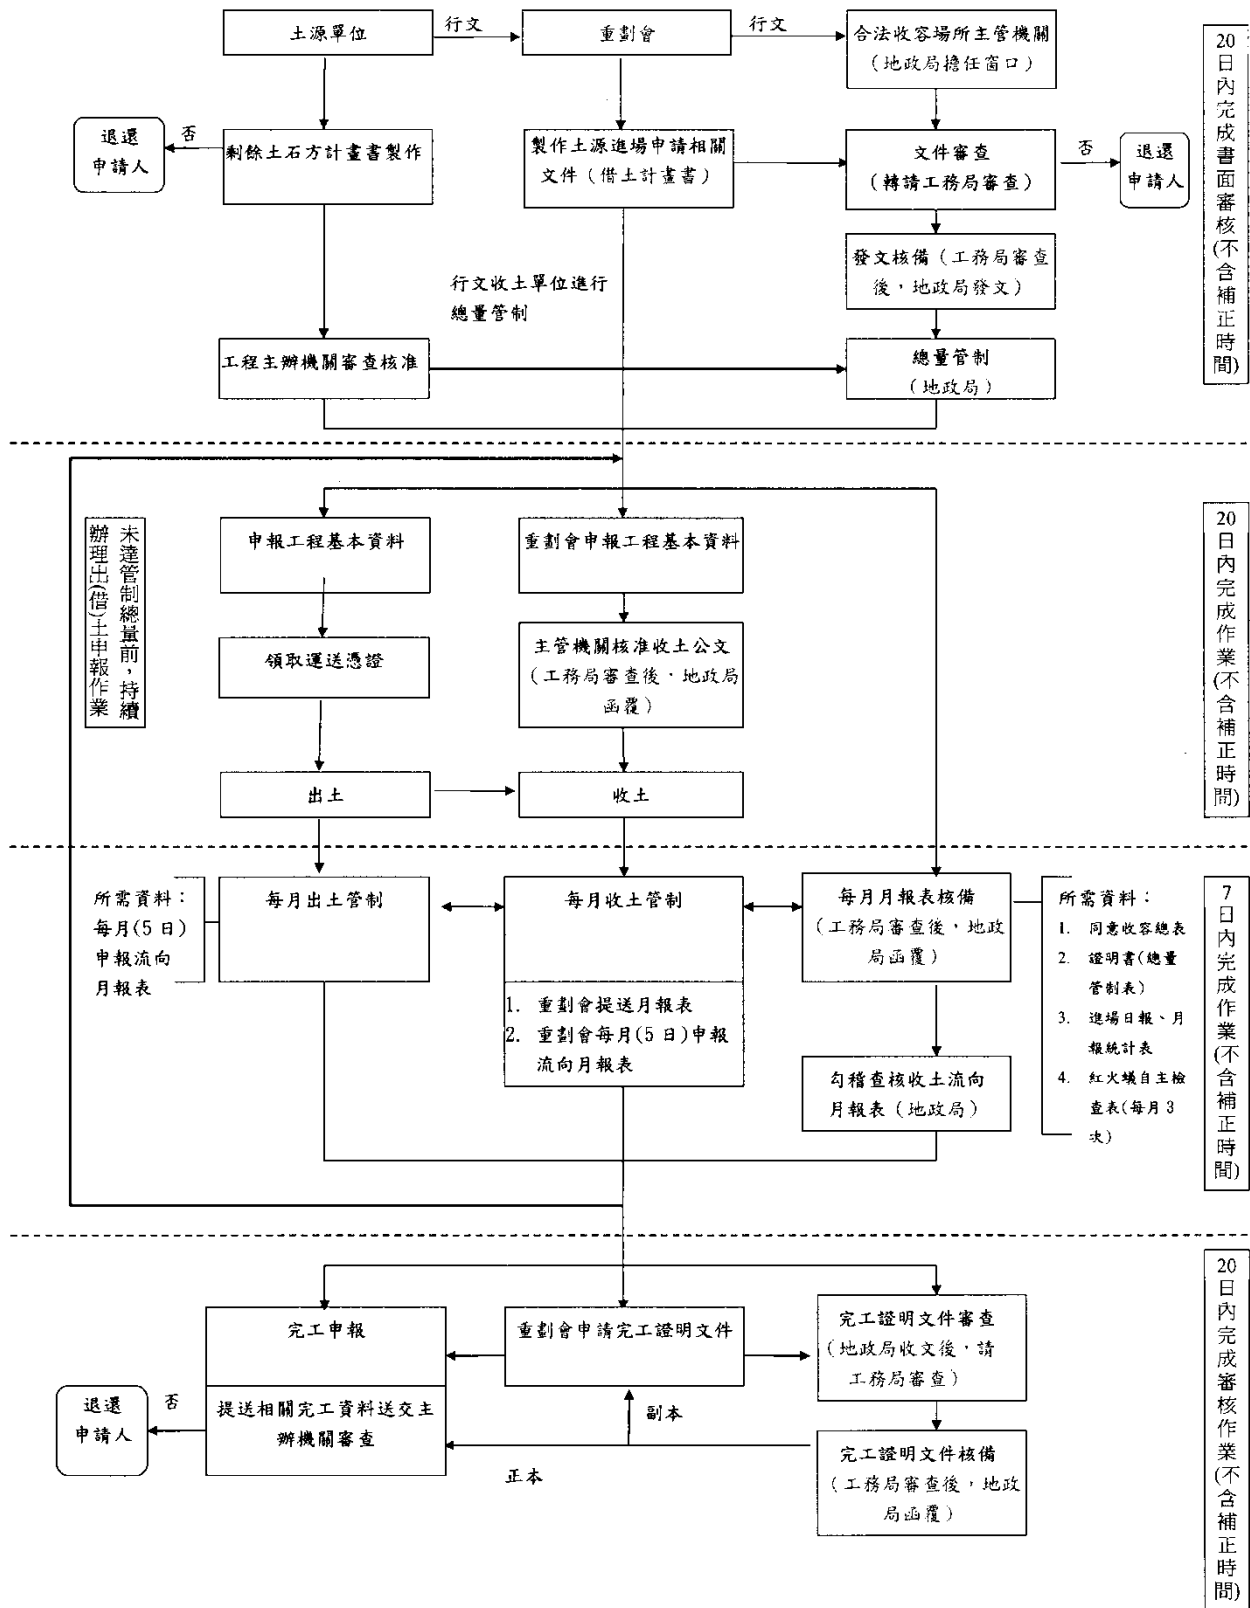 土源單位
行文
重劃會
行文
合法收容場所主管機關
（地政局擔任窗口）
20日內完成書面審核(不含補正時間)
退還
申請人
否
剩餘土石方計畫書製作
製作土源進場申請相關
文件（借土計畫書）
文件審查
（轉請工務局審查）
否
退還
申請人
發文核備（工務局審查
後，地政局發文）
行文收土單位進行
總量管制
工程主辦機關審查核准
總量管制
（地政局）
未達管制總量前，持續
辦理出(借)土申報作業
申報工程基本資料
重劃會申報工程基本資料
20日內完成作業(不含補正時間)
領取運送憑證
主管機關核准收土公文
（工務局審查後，地政局
函覆）
出土
收土
所需資料：
每月(5日)
申報流向
月報表
每月出土管制
每月收土管制
1. 重劃會提送月報表
2. 重劃會每月(5日)申報
流向月報表
每月月報表核備
（工務局審查後，地政
局函覆）
勾稽查核收土流向
月報表（地政局）
所需資料：
1. 同意收容總表
2. 證明書(總量
管制表)
3. 進場日報、月
報統計表
4. 紅火蟻自主檢
查表(每月3
次)
7日內完成作業(不含補正時間)
完工申報
重劃會申請完工證明文件
完工證明文件審查
（地政局收文後，請
工務局審查）
20日內完成審核作業(不含補正時間)
退還
申請人
否
提送相關完工資料送交主
辦機關審查
副本
正本
完工證明文件核備
（工務局審查後，地政
局函覆）